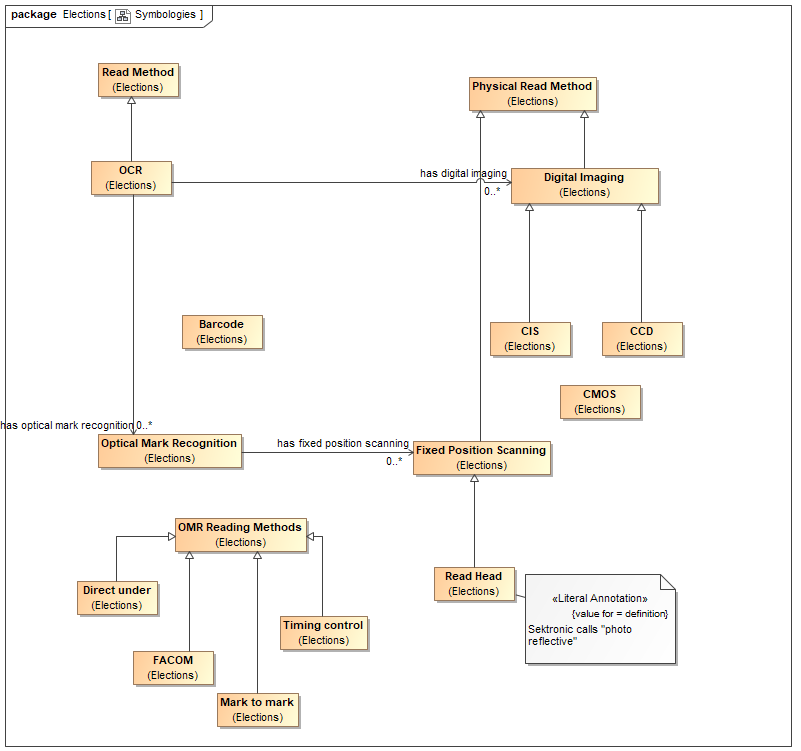 package Elections [ Symbologies ]
Read Method
(Elections)
Physical Read Method
(Elections)
OCR
(Elections)
has digital imaging
0..*
Digital Imaging
(Elections)
Barcode
(Elections)
CIS
(Elections)
CCD
(Elections)
CMOS
(Elections)
has optical mark recognition 0..*
Optical Mark Recognition
(Elections)
has fixed position scanning
0..*
Fixed Position Scanning
(Elections)
OMR Reading Methods
(Elections)
Direct under
(Elections)
Read Head
(Elections)
«Literal Annotation»
{value for = definition}
Sektronic calls "photo
reflective"
Timing control
(Elections)
FACOM
(Elections)
Mark to mark
(Elections)